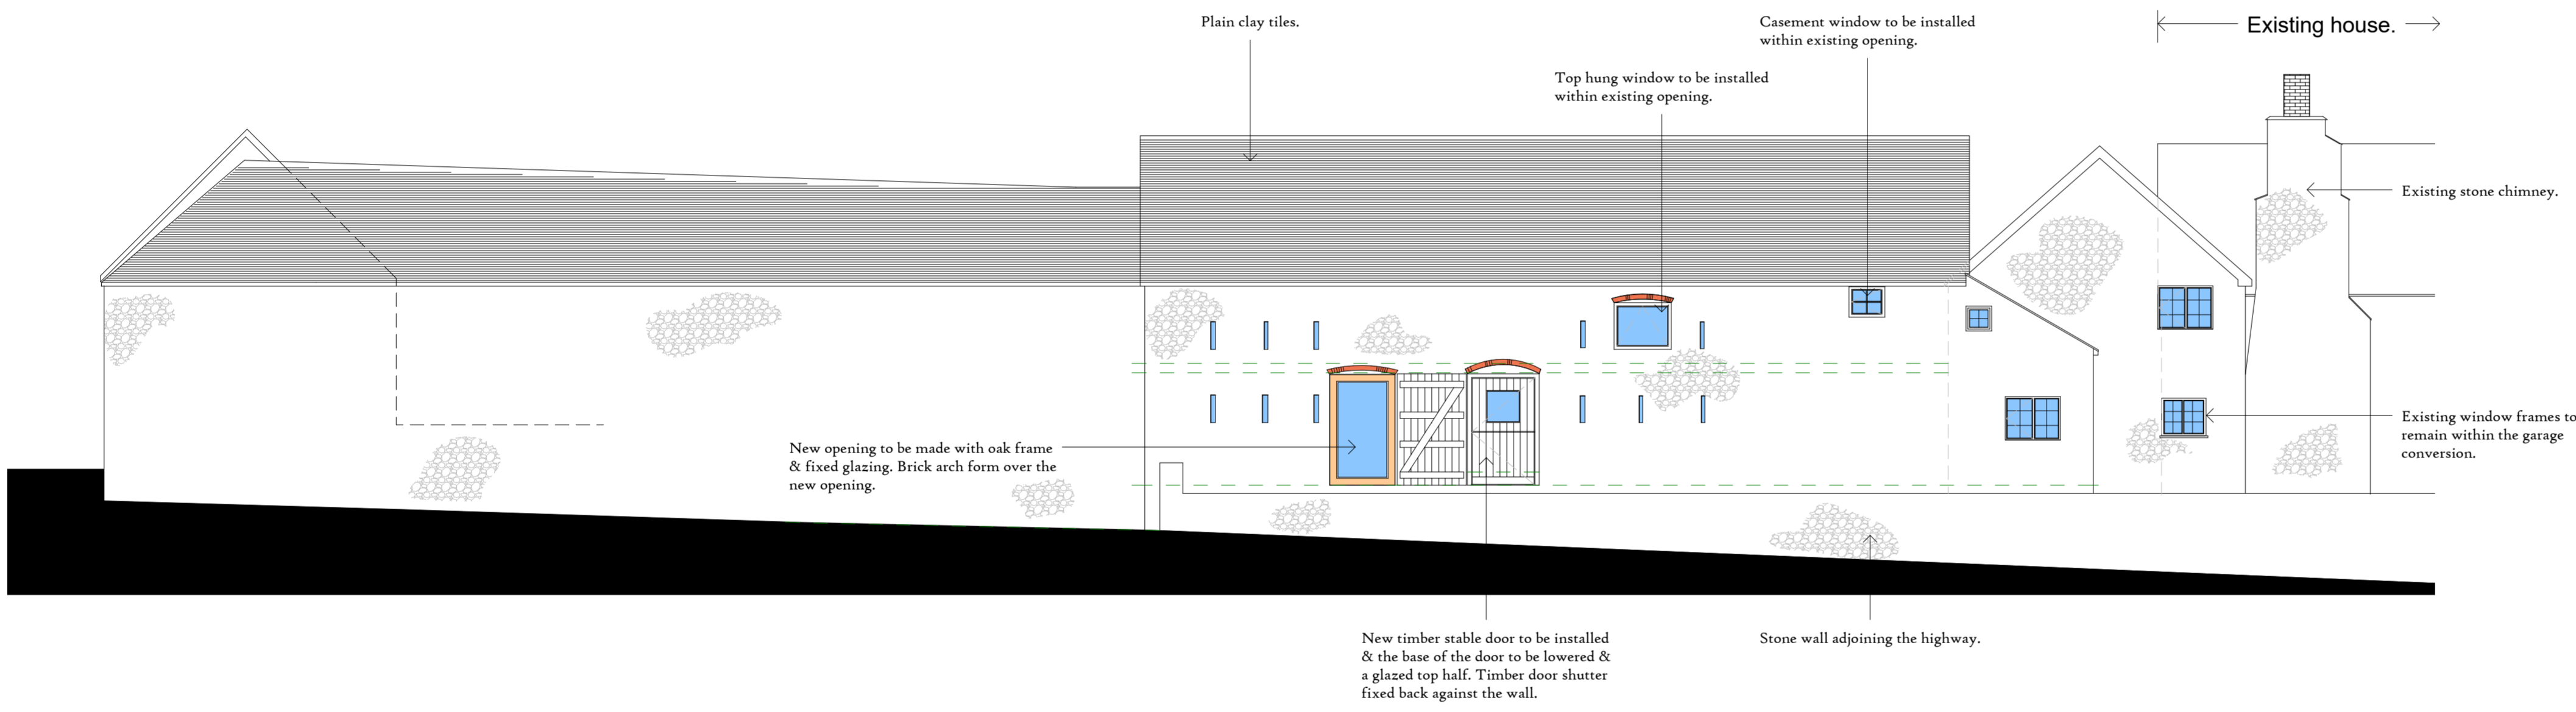 Plain clay tiles.
Casement window to be installed
within existing opening.
Existing house.
Top hung window to be installed
within existing opening.
Existing stone chimney.
Existing window frames to
remain within the garage
conversion.
New opening to be made with oak frame
& fixed glazing. Brick arch form over the
new opening.
New timber stable door to be installed
& the base of the door to be lowered &
a glazed top half. Timber door shutter
fixed back against the wall.
Stone wall adjoining the highway.